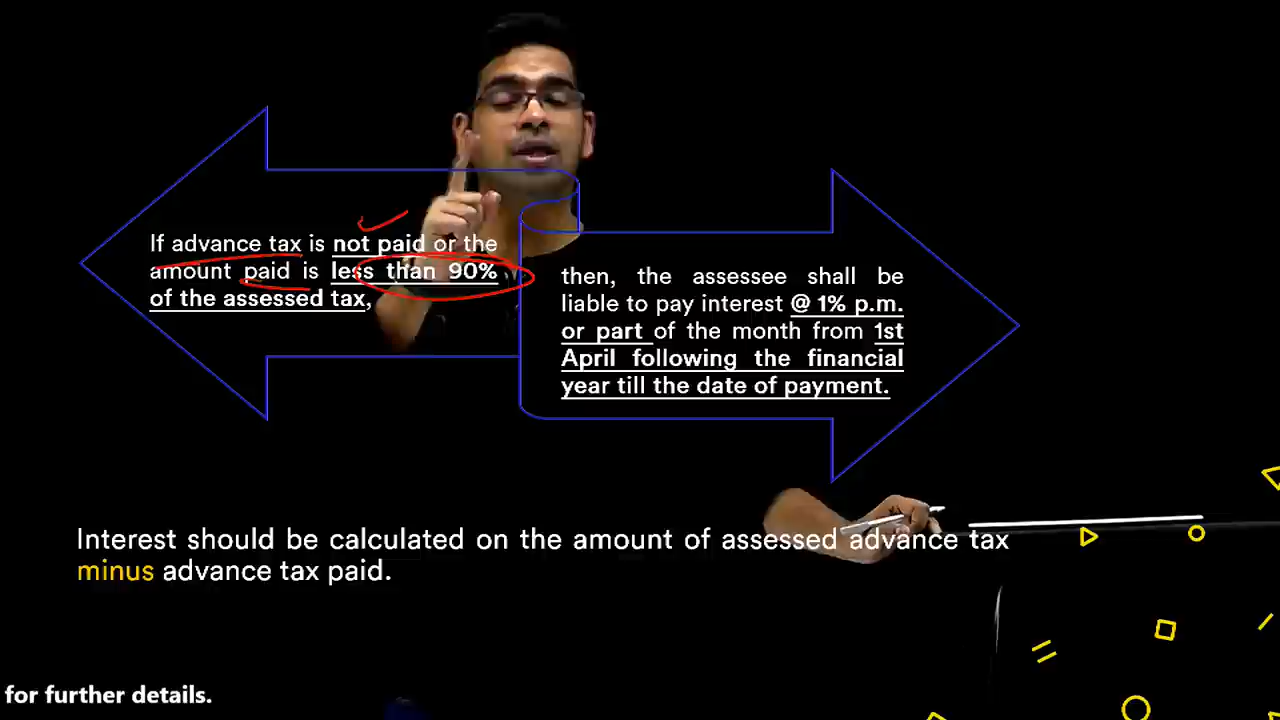 If advance tax is not paid or the
amount paid is less than 90%
of the assessed tax,
then, the assessee shall be
liable to pay interest @ 1% p.m.
or part of the month from 1st
April following the financial
year till the date of payment.
Interest should be calculated on the amount of assessed advance tax
minus advance tax paid.
for further details.